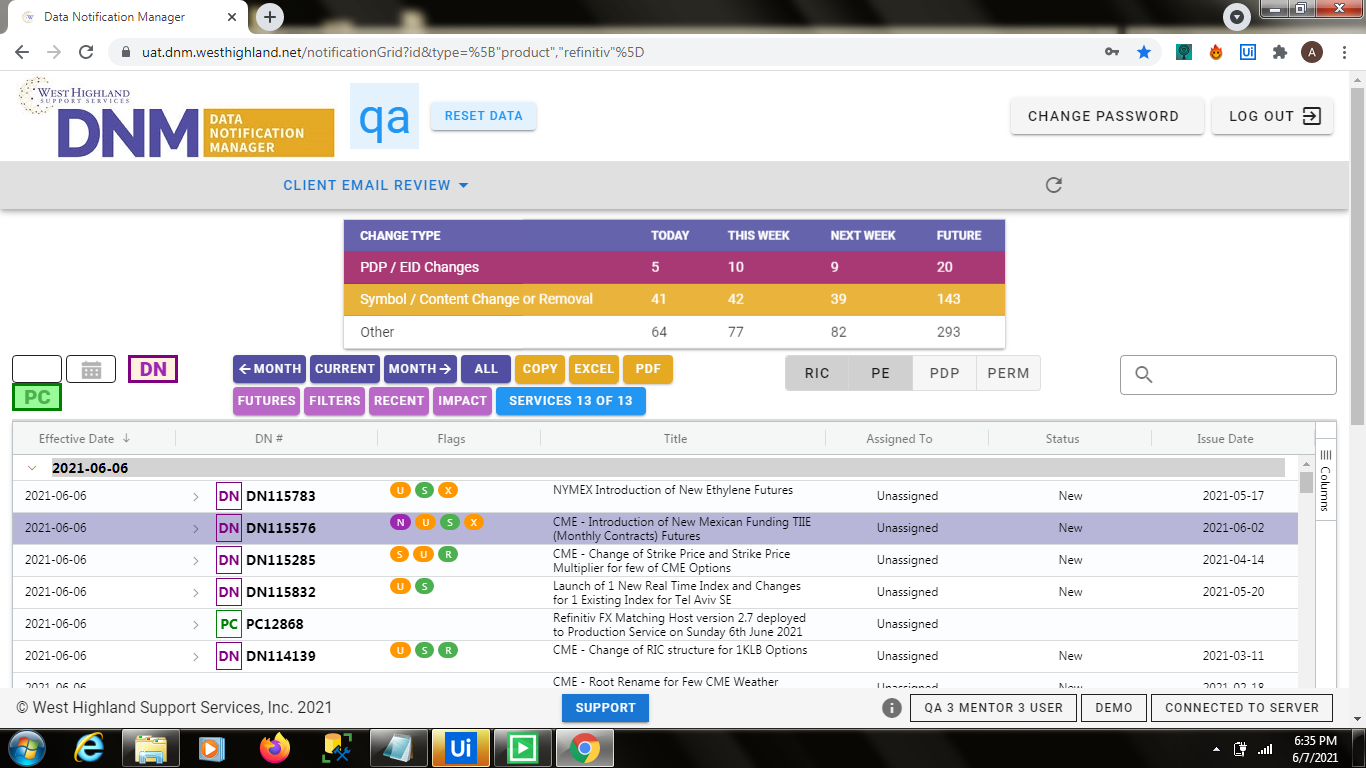 Data Notification Manager
uat.dnm.westhighland.net/notificationGrid?id&type=%5B"product","refinitiv"%5D
Ui
A
WEST HIGHLAND
SUPPORT SERVICES
DNM DATA NOTIFICATION MANAGER
qa
RESET DATA
CHANGE PASSWORD
LOG OUT
CLIENT EMAIL REVIEW
CHANGE TYPE TODAY THIS WEEK NEXT WEEK FUTURE
PDP / EID Changes 5 10 9 20
Symbol / Content Change or Removal 41 42 39 143
Other 64 77 82 293
DN
PC
←MONTH CURRENT MONTH→ ALL COPY EXCEL PDF
FUTURES FILTERS RECENT IMPACT SERVICES 13 OF 13
RIC PE PDP PERM
Effective Date ↓ DN # Flags Title Assigned To Status Issue Date
Columns
2021-06-06
2021-06-06 DN DN115783 U S X NYMEX Introduction of New Ethylene Futures Unassigned New 2021-05-17
2021-06-06 DN DN115576 N U S X CME - Introduction of New Mexican Funding TIIE Unassigned New 2021-06-02
(Monthly Contracts) Futures
2021-06-06 DN DN115285 S U R CME - Change of Strike Price and Strike Price Unassigned New 2021-04-14
Multiplier for few of CME Options
2021-06-06 DN DN115832 U S Launch of 1 New Real Time Index and Changes Unassigned New 2021-05-20
for 1 Existing Index for Tel Aviv SE
2021-06-06 PC PC12868 Refinitiv FX Matching Host version 2.7 deployed Unassigned
to Production Service on Sunday 6th June 2021
2021-06-06 DN DN114139 U S R CME - Change of RIC structure for 1KLB Options Unassigned New 2021-03-11
2021-06-06 CME - Root Rename for Few CME Weather Unassigned New 2021-02-18
© West Highland Support Services, Inc. 2021
SUPPORT
QA 3 MENTOR 3 USER
DEMO
CONNECTED TO SERVER
Ui
6:35 PM
6/7/2021